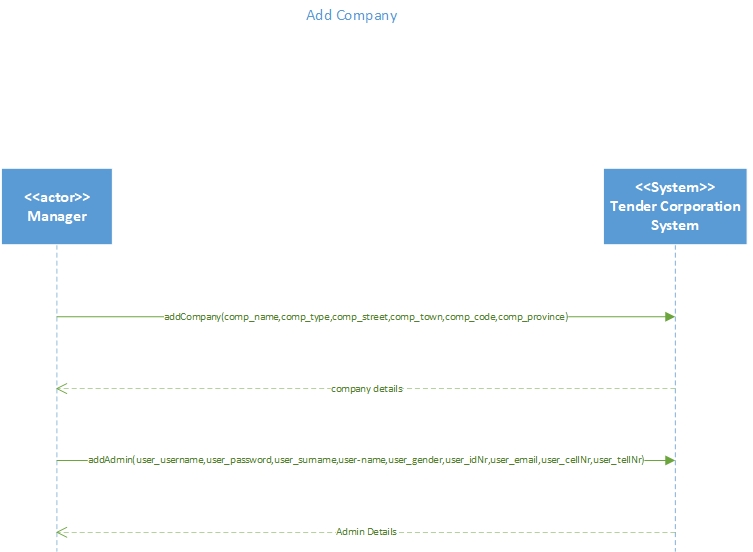 Add Company
<<actor>>
Manager
<<System>>
Tender Corporation
System
addCompany(comp_name,comp_type,comp_street,comp_town,comp_code,comp_province)
company details
addAdmin(user_username,user_password,user_surname,user-name,user_gender,user_idNr,user_email,user_cellNr,user_tellNr)
Admin Details